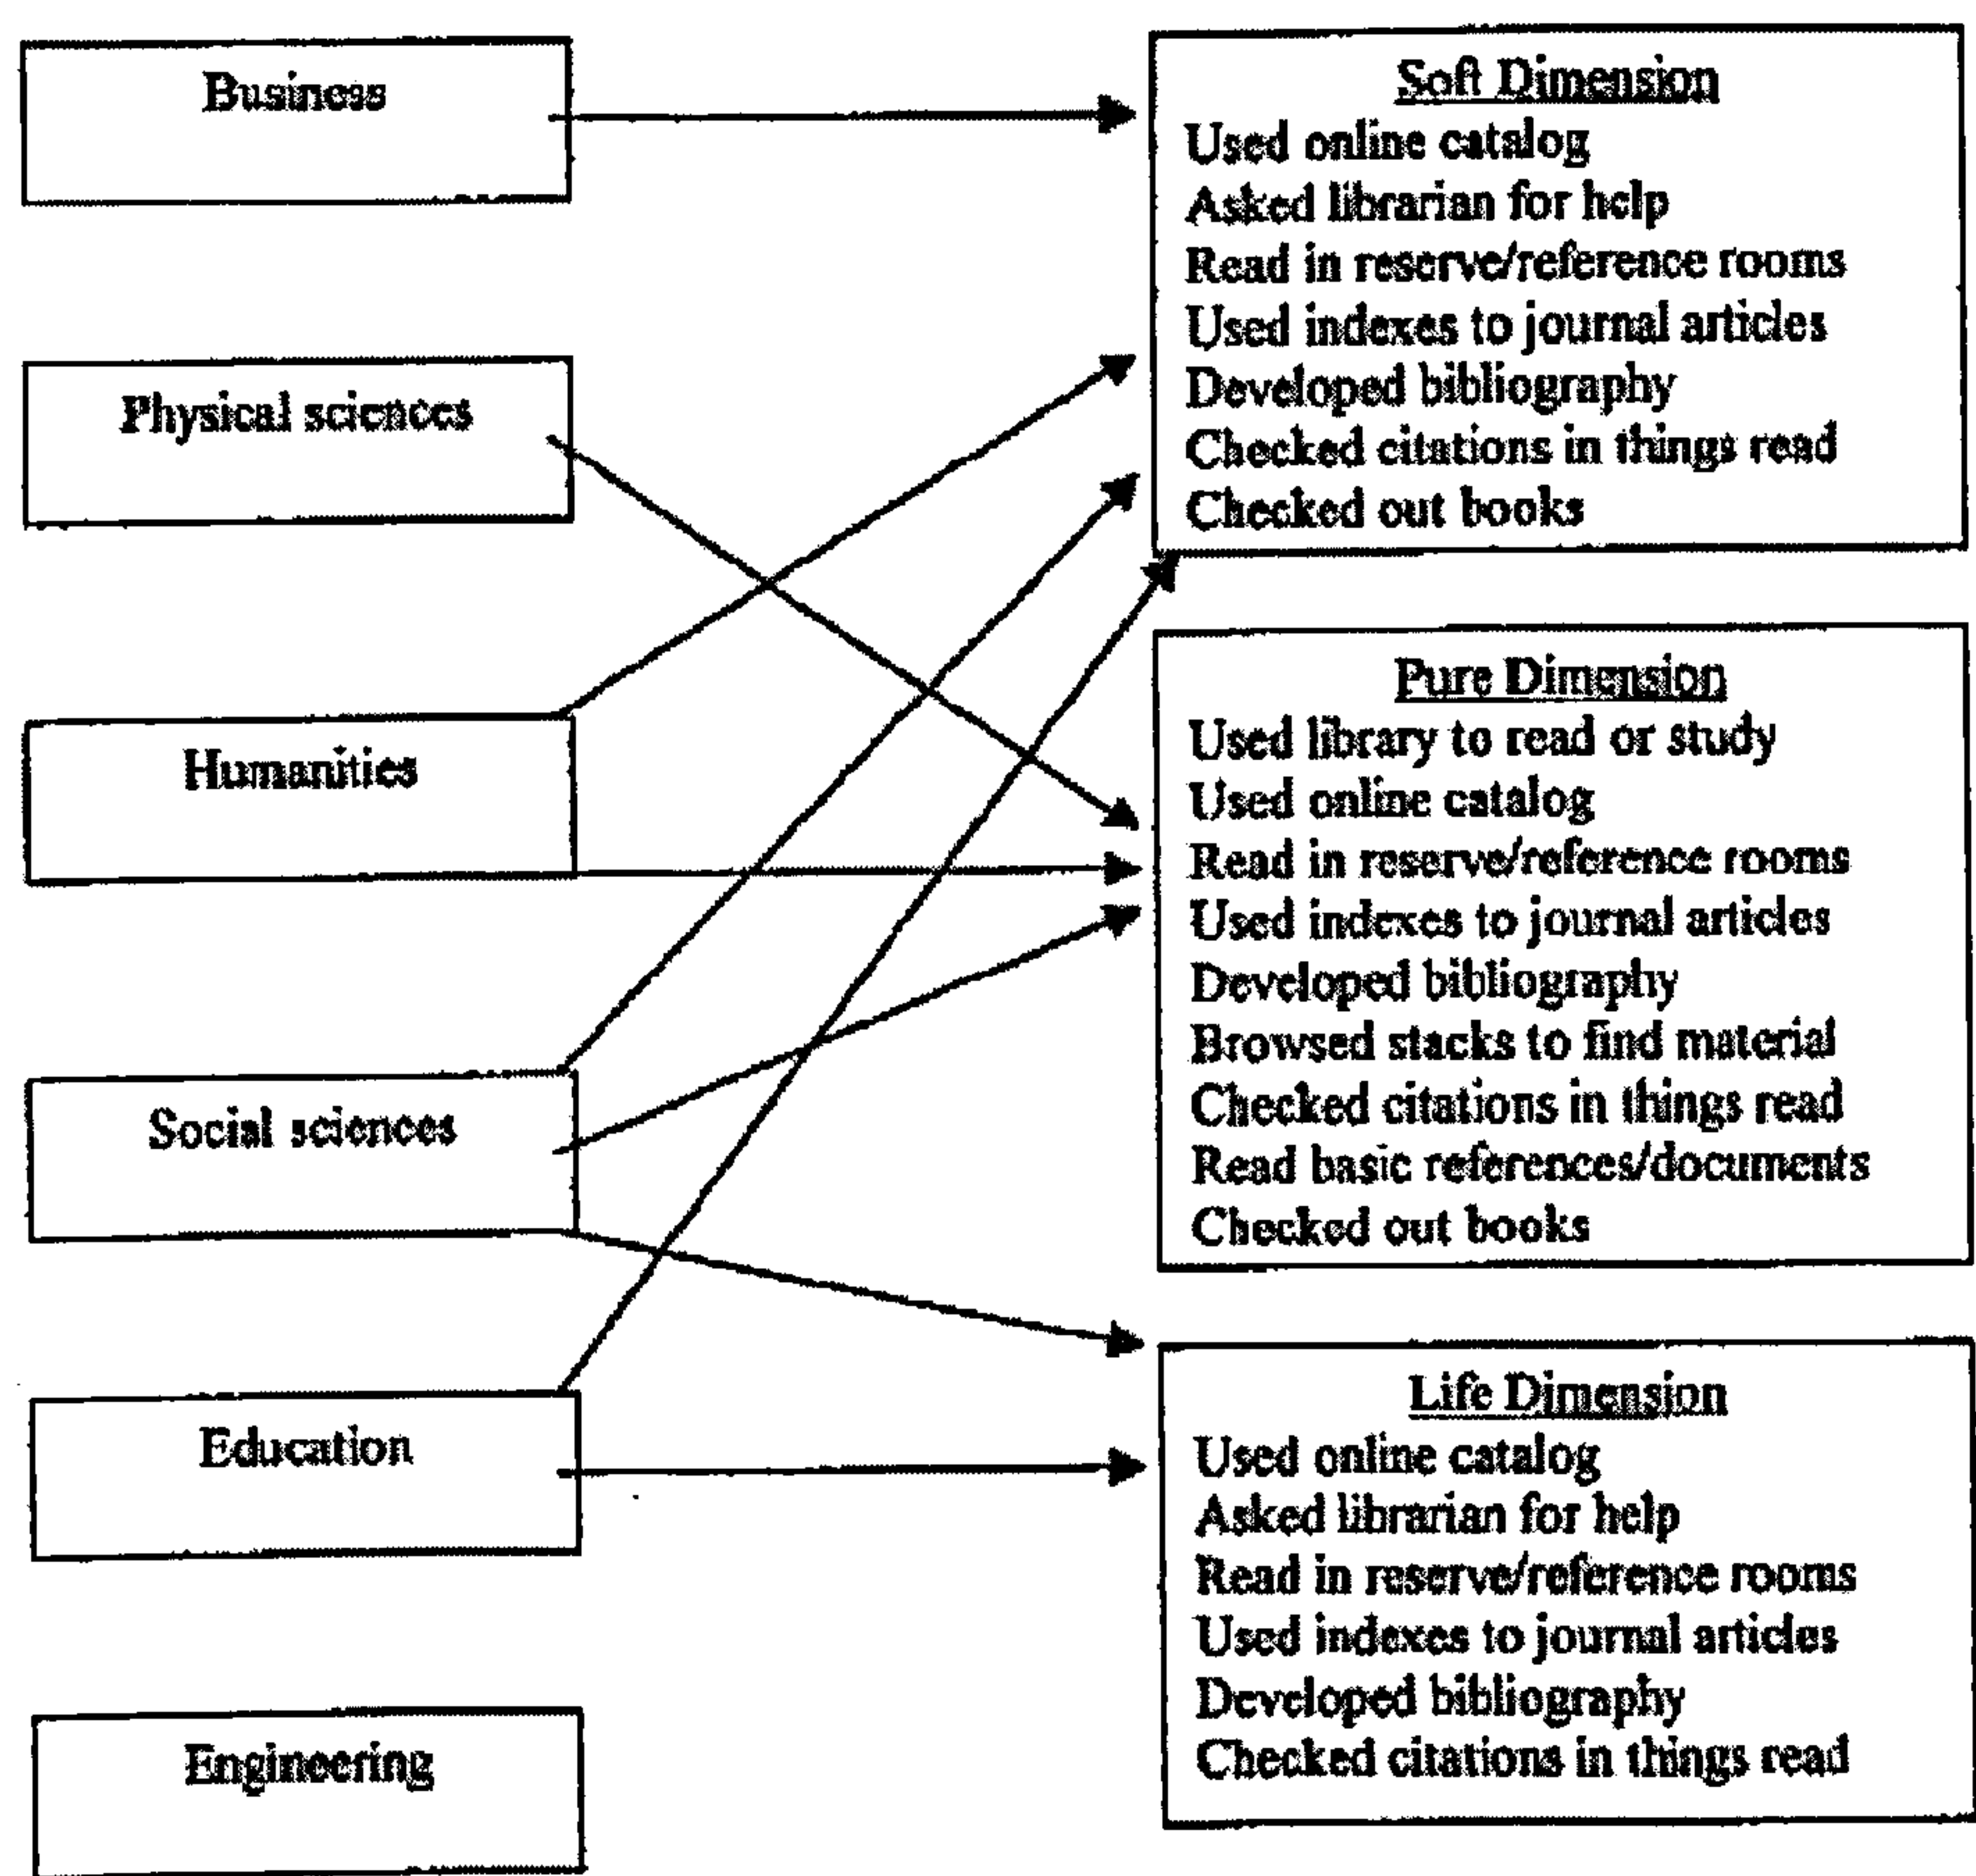 Business
Physical sciences
Humanities
Social sciences
Education
Engineering
Soft Dimension
Used online catalog
Asked librarian for help
Read in reserve/reference rooms
Used indexes to journal articles
Developed bibliography
Checked citations in things read
Checked out books
Pure Dimension
Used library to read or study
Used online catalog
Read in reserve/reference rooms
Used indexes to journal articles
Developed bibliography
Browsed stacks to find material
Checked citations in things read
Read basic references/documents
Checked out books
Life Dimension
Used online catalog
Asked librarian for help
Read in reserve/reference rooms
Used indexes to journal articles
Developed bibliography
Checked citations in things read